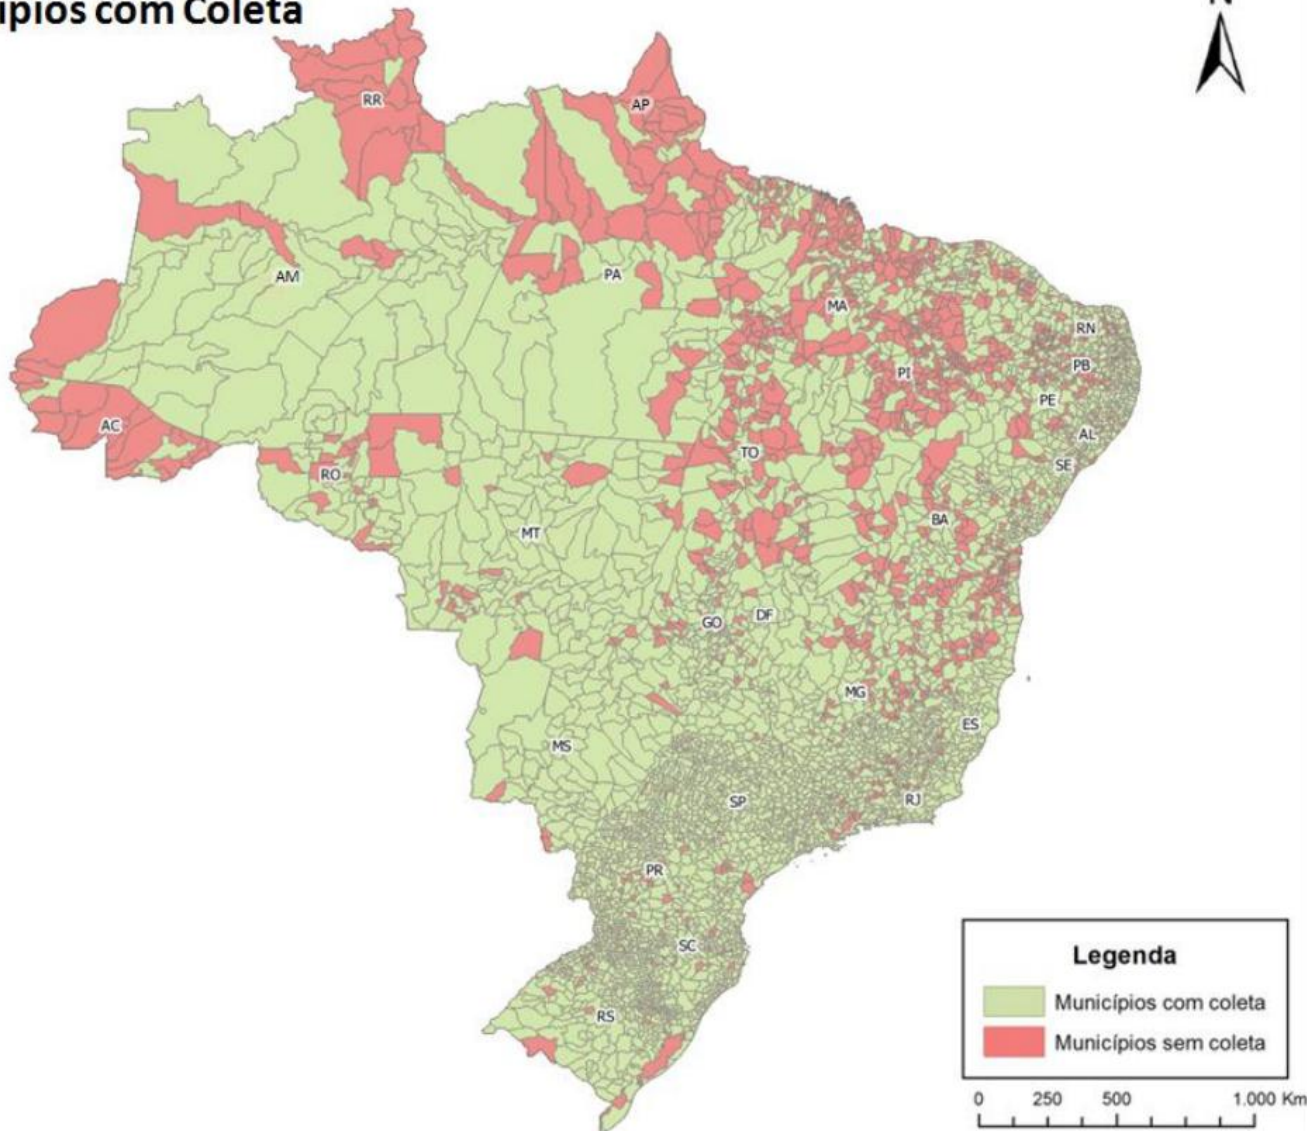 ípios com Coleta
N
RR
AP
AM
PA
MA
RN
PB
PI
PE
AC
AL
TO
SE
RO
BA
MT
DF
GO
MG
ES
MS
SP
RJ
PR
SC
RS
Legenda
Municípios com coleta
Municípios sem coleta
0 250 500 1.000 Km